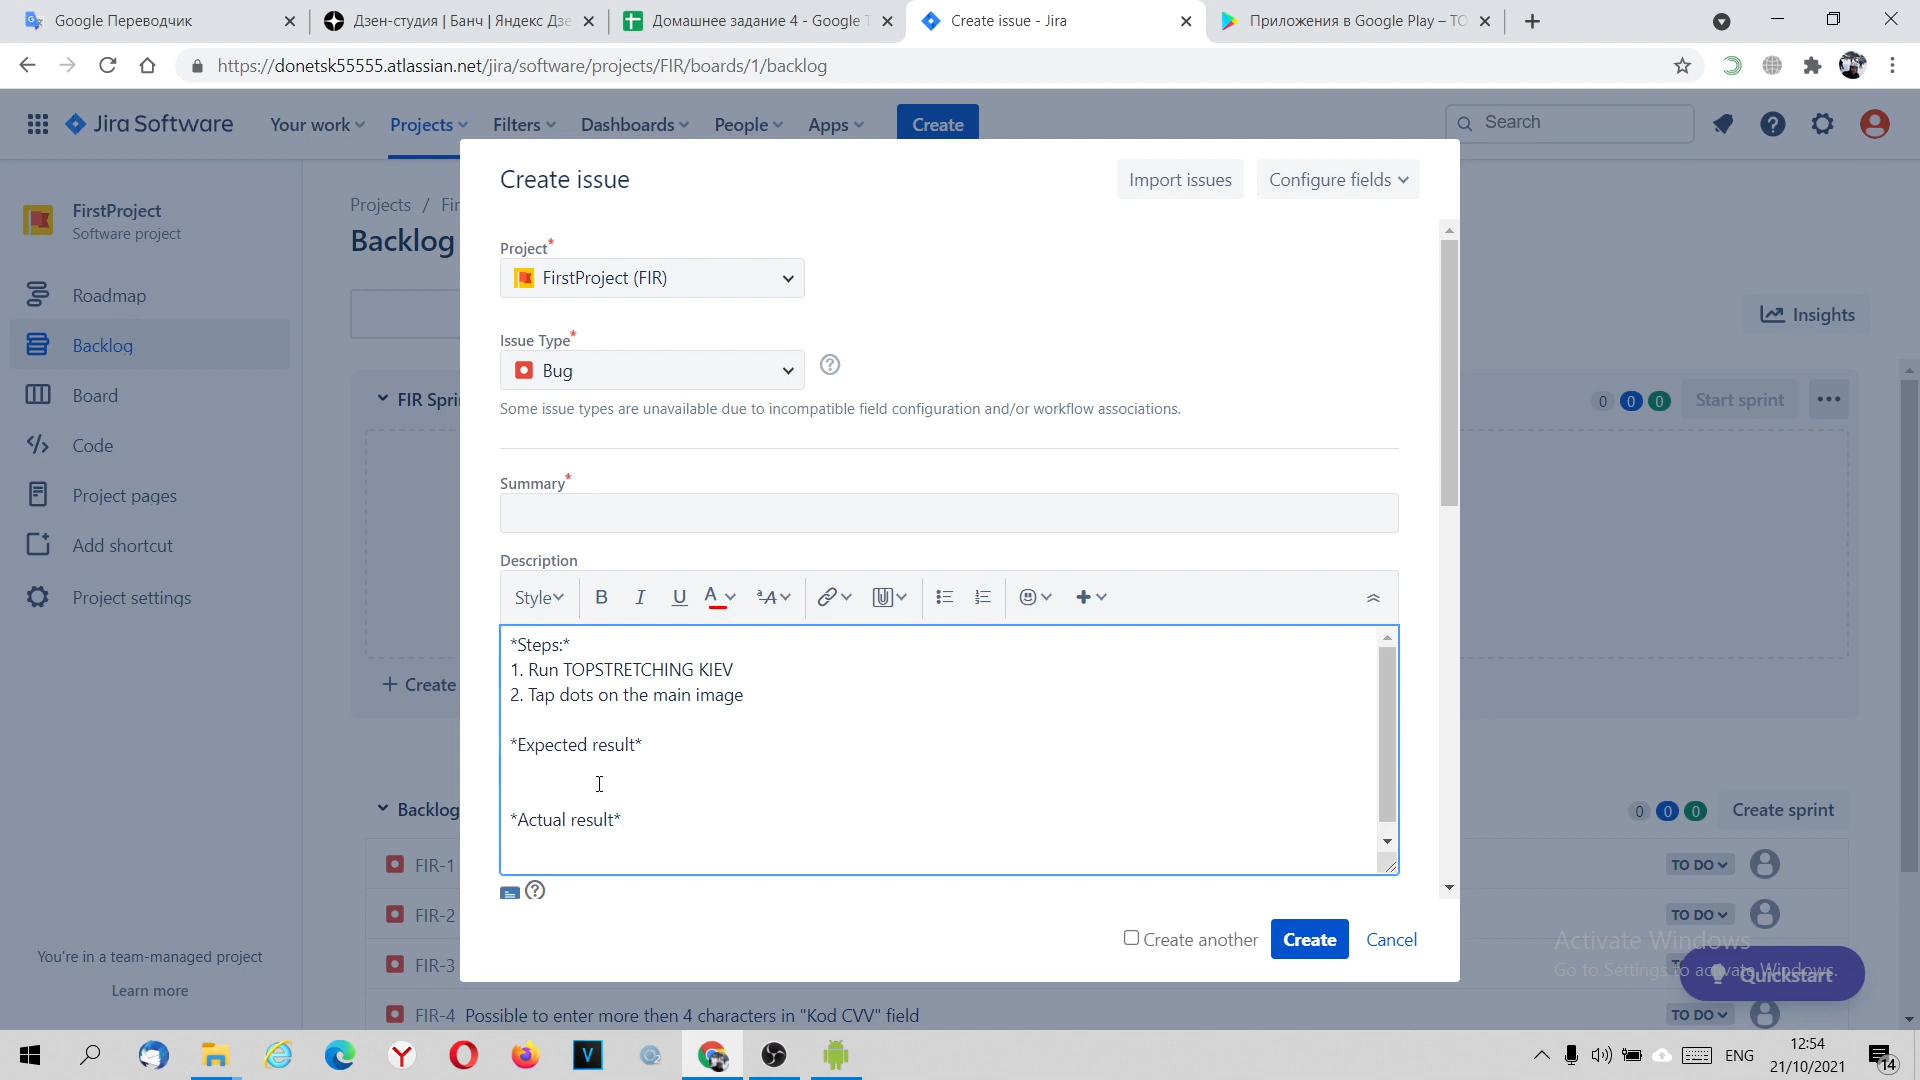 Google Переводчик
Дзен-студия | Банч | Яндекс Дзе
Домашнее задание 4 - Google Т
Create issue - Jira
Приложения в Google Play – TO
https://donetsk55555.atlassian.net/jira/software/projects/FIR/boards/1/backlog
Jira Software
Your work
Projects
Filters
Dashboards
People
Apps
Create
Search
FirstProject
Software project
Roadmap
Backlog
Board
Code
Project pages
Add shortcut
Project settings
You're in a team-managed project
Learn more
Projects / Fir
Backlog
Insights
FIR Spri
0 0 0
Start sprint
+ Create
Backlog
0 0 0
Create sprint
FIR-1
TO DO
FIR-2
TO DO
FIR-3
FIR-4 Possible to enter more then 4 characters in "Kod CVV" field
TO DO
Create issue
Import issues
Configure fields
Project*
FirstProject (FIR)
Issue Type*
Bug
Some issue types are unavailable due to incompatible field configuration and/or workflow associations.
Summary*
Description
Style
B
I
U
A
*Steps:*
1. Run TOPSTRETCHING KIEV
2. Tap dots on the main image
*Expected result*
*Actual result*
Create another
Create
Cancel
Activate Windows
Go to Settings to activate Windows.
Quickstart
ENG
12:54
21/10/2021
14